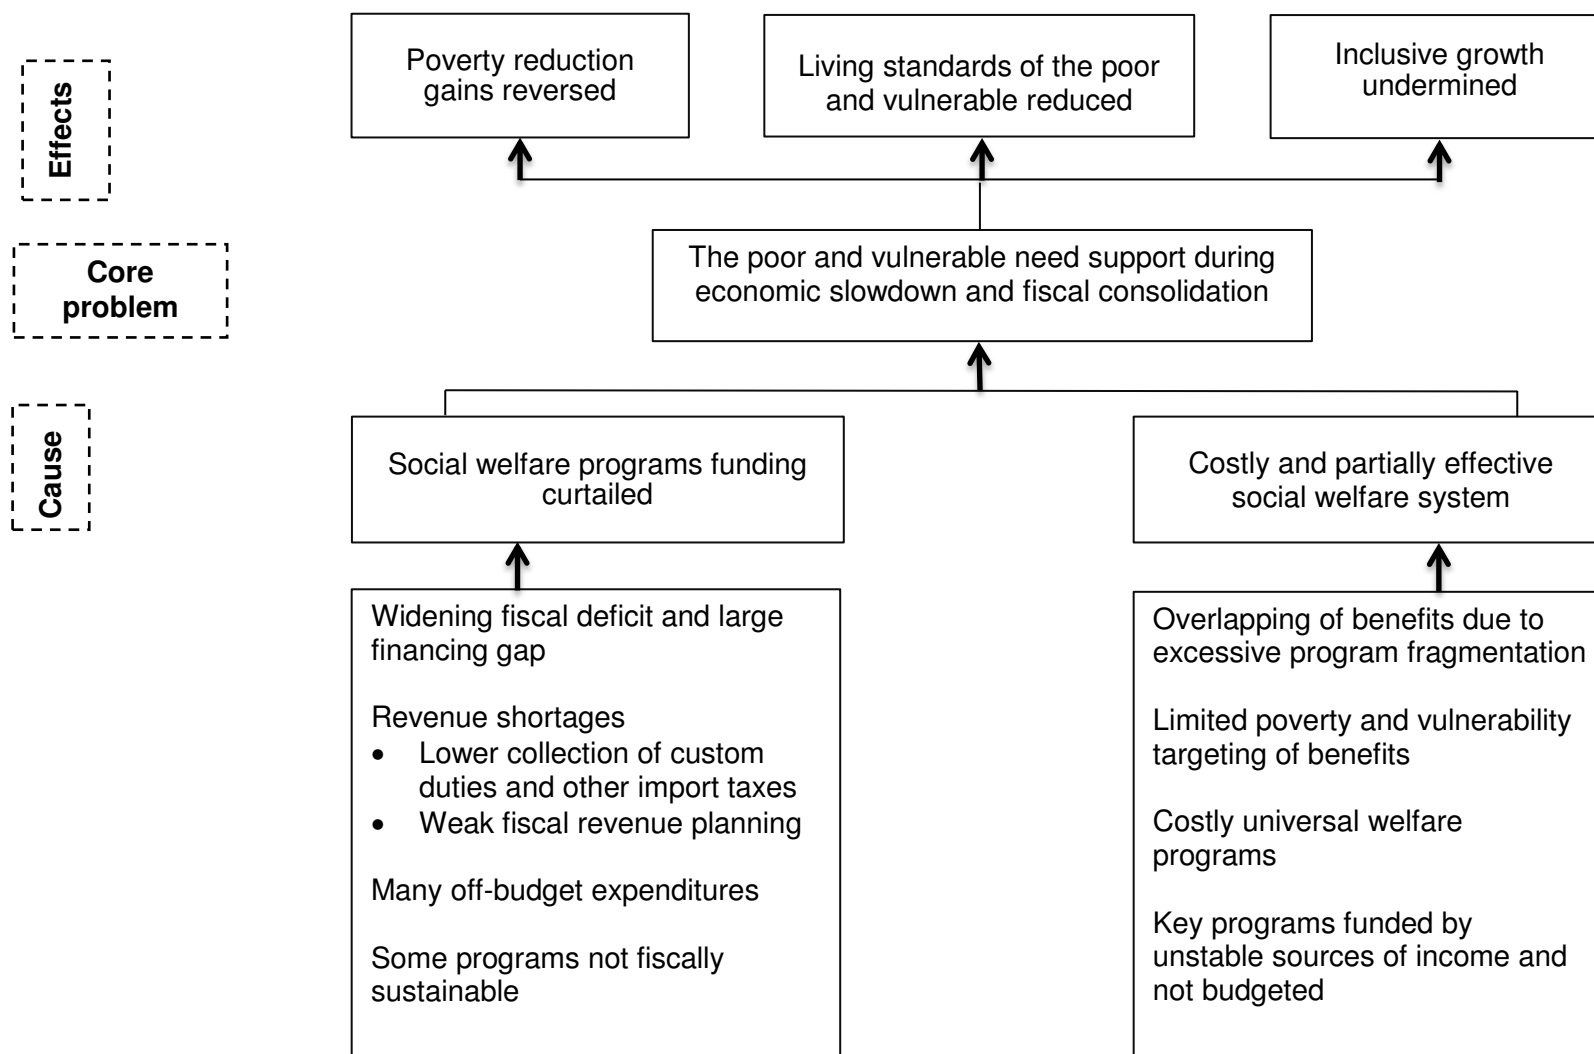 Effects
Poverty reduction
gains reversed
Living standards of the poor
and vulnerable reduced
Inclusive growth
undermined
Core
problem
The poor and vulnerable need support during
economic slowdown and fiscal consolidation
Cause
Social welfare programs funding
curtailed
Costly and partially effective
social welfare system
Widening fiscal deficit and large
financing gap
Revenue shortages
• Lower collection of custom
duties and other import taxes
• Weak fiscal revenue planning
Many off-budget expenditures
Some programs not fiscally
sustainable
Overlapping of benefits due to
excessive program fragmentation
Limited poverty and vulnerability
targeting of benefits
Costly universal welfare
programs
Key programs funded by
unstable sources of income and
not budgeted